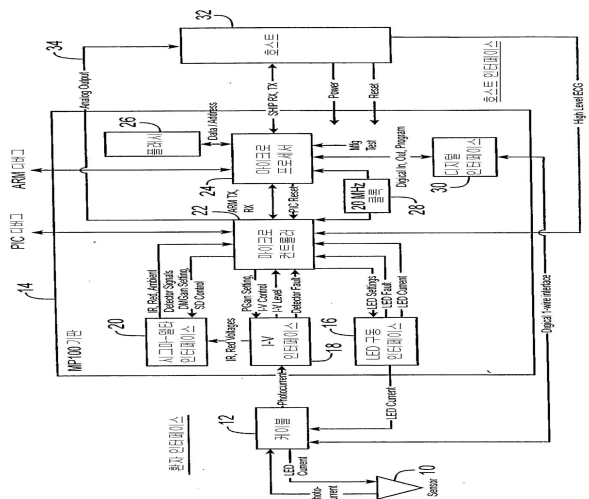 34
Analog Output
32
호스트
호스트 인터페이스
SHIP RX, TX
Power
Reset
High Level ECG
ARM 디버그
26
플래시
Data / Address
24
마이크로
프로세서
Mfg
Test
Digical In, Out, Program
디지털
인터페이스
30
22
ARM TX,
RX
PIC Reset
20 MHz
클록
28
PIC 디버그
마이크로
컨트롤러
14
MP100 기판
IR, Red, Ambient
Detector Signals
SD Control
20
시그마-델타
인터페이스
IR, Red Voltages
PGain Setting,
I-V Control
I-V Level
Detector Fault
I-V
인터페이스
18
16
LED Settings
LED Fault
LED Current
LED 구동
인터페이스
Digital 1-wire Interface
환자 인터페이스
12
케이블
Photocurrent
LED Current
LED
Current
Photo-
current
10
Sensor